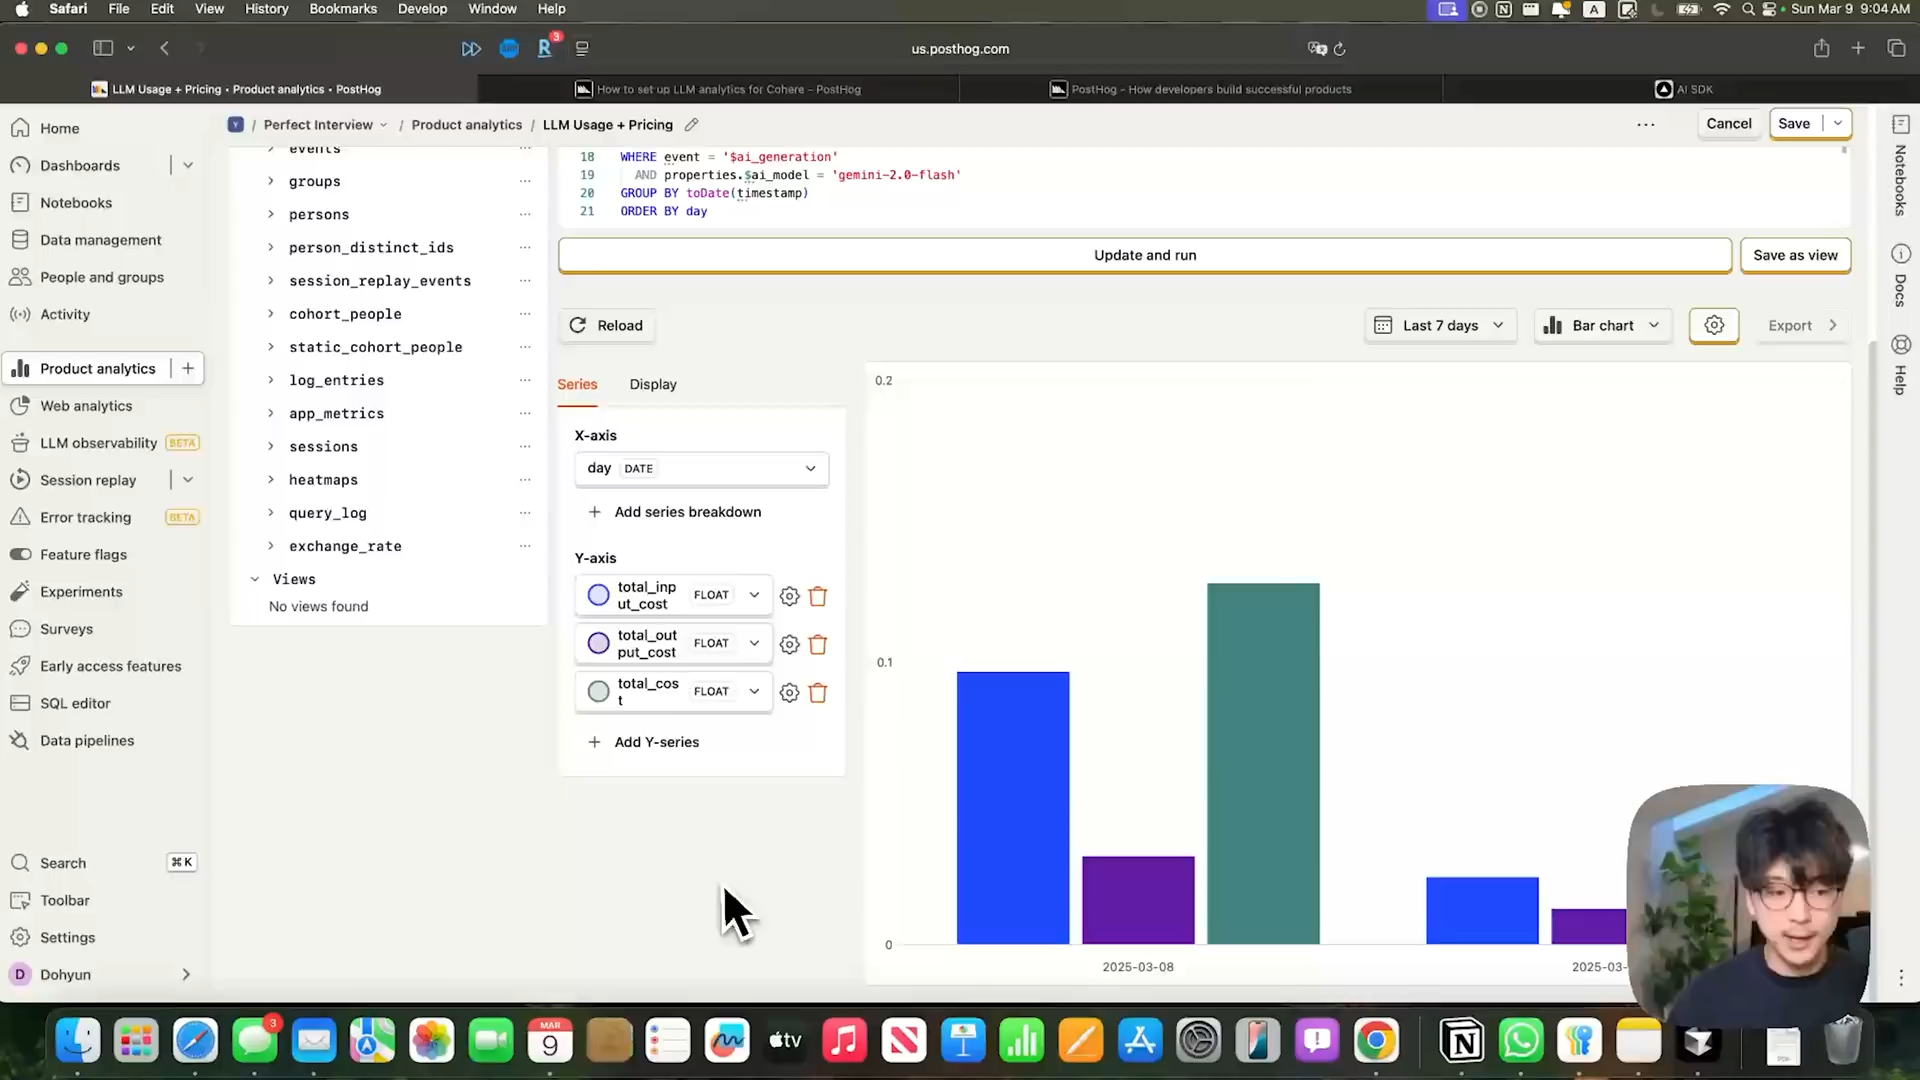 Safari File Edit View History Bookmarks Develop Window Help
A
Sun Mar 9 9:04 AM
R 3
us.posthog.com
LLM Usage + Pricing • Product analytics • PostHog
How to set up LLM analytics for Cohere – PostHog
PostHog – How developers build successful products
AI SDK
Home
Dashboards
Notebooks
Data management
People and groups
Activity
Product analytics
Web analytics
LLM observability BETA
Session replay
Error tracking BETA
Feature flags
Experiments
Surveys
Early access features
SQL editor
Data pipelines
Search ⌘K
Toolbar
Settings
D Dohyun
Y / Perfect Interview / Product analytics / LLM Usage + Pricing
Cancel
Save
events
groups
persons
person_distinct_ids
session_replay_events
cohort_people
static_cohort_people
log_entries
app_metrics
sessions
heatmaps
query_log
exchange_rate
Views
No views found
18 WHERE event = '$ai_generation'
19 AND properties.$ai_model = 'gemini-2.0-flash'
20 GROUP BY toDate(timestamp)
21 ORDER BY day
Update and run
Save as view
Reload
Last 7 days
Bar chart
Export
Series
Display
X-axis
day DATE
+ Add series breakdown
Y-axis
total_inp
ut_cost
FLOAT
total_out
put_cost
FLOAT
total_cos
t
FLOAT
+ Add Y-series
0.2
0.1
0
2025-03-08
2025-03-
Notebooks
Docs
Help
3
MAR
9
tv
PDF